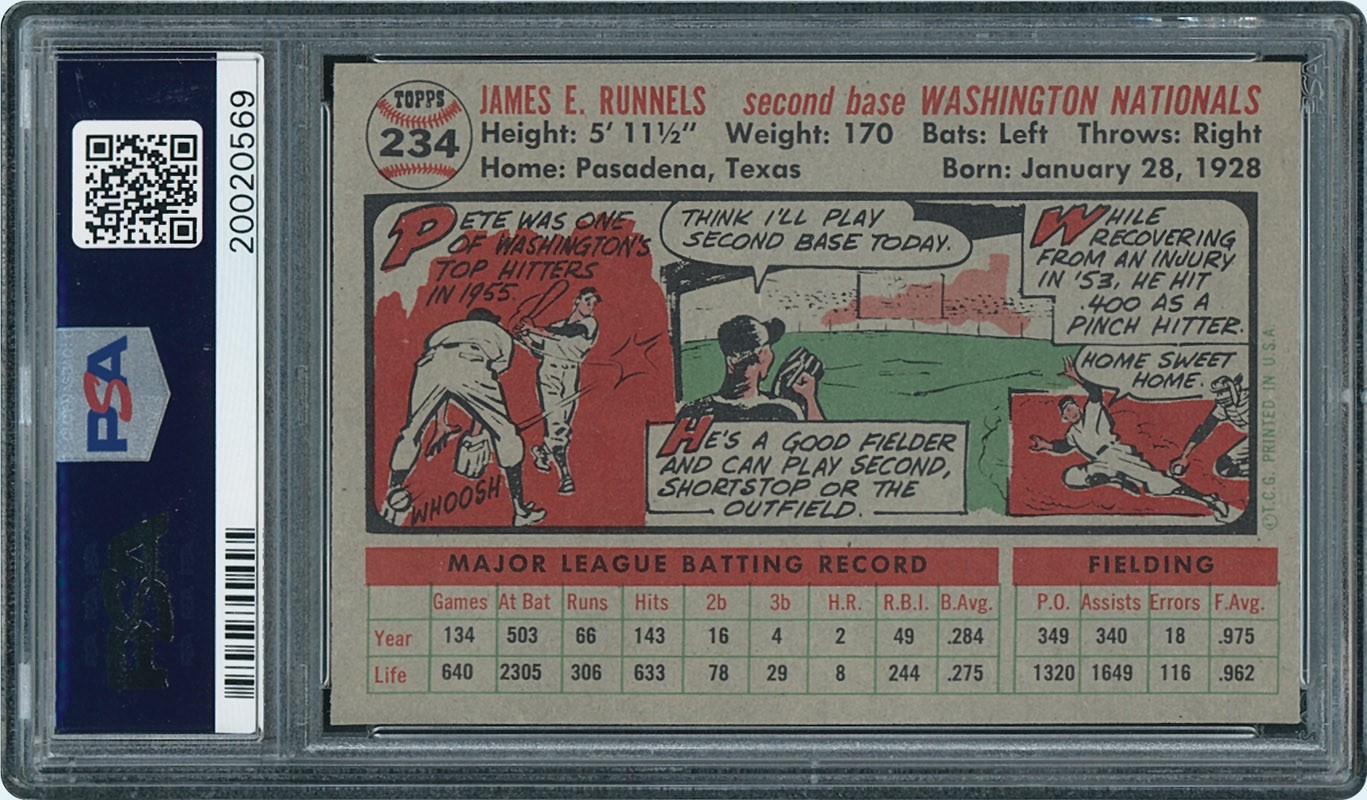 20020569
PSA
PSA
TOPPS
234
JAMES E. RUNNELS second base WASHINGTON NATIONALS
Height: 5' 11½" Weight: 170 Bats: Left Throws: Right
Home: Pasadena, Texas Born: January 28, 1928
PETE WAS ONE
OF WASHINGTON'S
TOP HITTERS
IN 1955.
WHOOSH
THINK I'LL PLAY
SECOND BASE TODAY.
HE'S A GOOD FIELDER
AND CAN PLAY SECOND,
SHORTSTOP OR THE
OUTFIELD.
WHILE
RECOVERING
FROM AN INJURY
IN '53, HE HIT
.400 AS A
PINCH HITTER.
HOME SWEET
HOME.
©T.C.G. PRINTED IN U.S.A.
MAJOR LEAGUE BATTING RECORD FIELDING
Games At Bat Runs Hits 2b 3b H.R. R.B.I. B.Avg. P.O. Assists Errors F.Avg.
Year 134 503 66 143 16 4 2 49 .284 349 340 18 .975
Life 640 2305 306 633 78 29 8 244 .275 1320 1649 116 .962